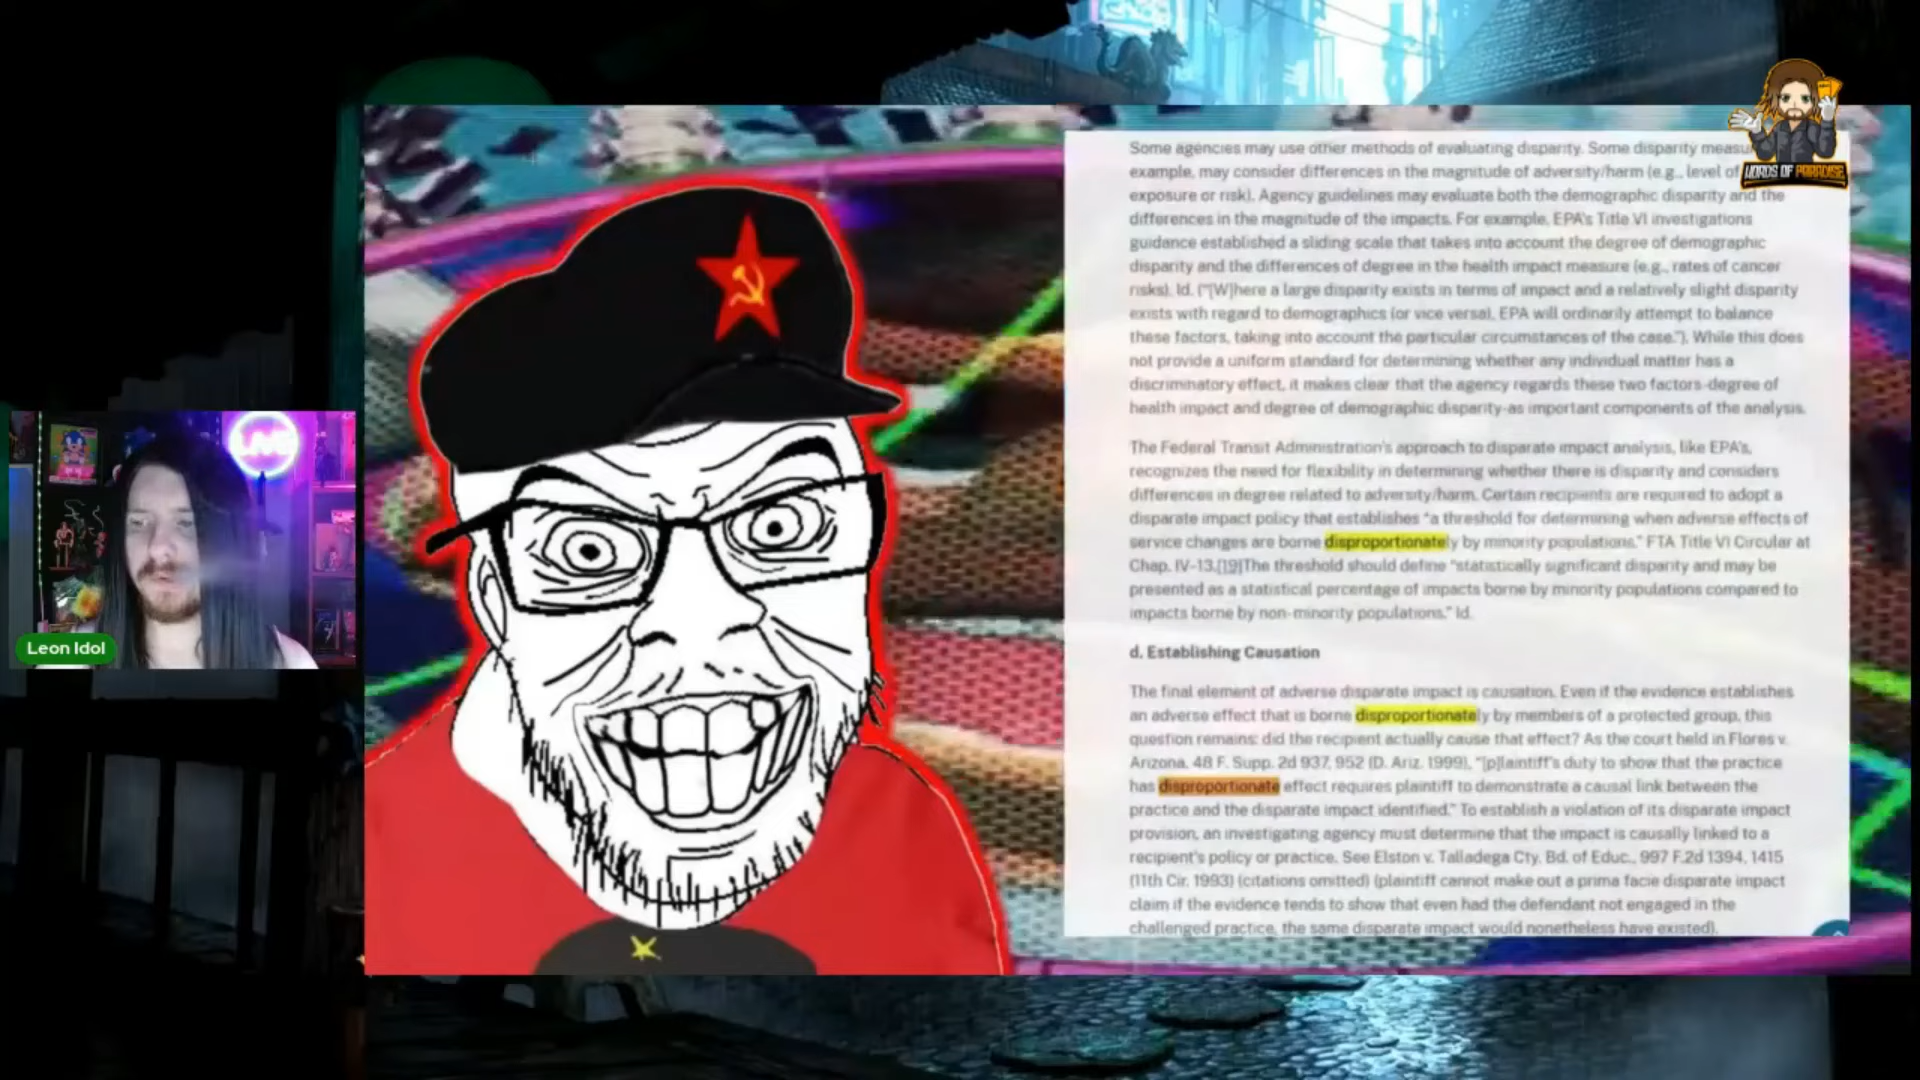 WORDS OF PARADISE
Some agencies may use other methods of evaluating disparity. Some disparity
example, may consider differences in the magnitude of adversity/harm (e.g., level of
exposure or risk). Agency guidelines may evaluate both the demographic disparity and the
differences in the magnitude of the impacts. For example, EPA's Title VI investigations
guidance established a sliding scale that takes into account the degree of demographic
disparity and the differences of degree in the health impact measure (e.g., rates of cancer
risks). Id. ("[W]here a large disparity exists in terms of impact and a relatively slight disparity
exists with regard to demographics (or vice versa), EPA will ordinarily attempt to balance
these factors, taking into account the particular circumstances of the case."). While this does
not provide a uniform standard for determining whether any individual matter has a
discriminatory effect, it makes clear that the agency regards these two factors-degree of
health impact and degree of demographic disparity-as important components of the analysis.
The Federal Transit Administration's approach to disparate impact analysis, like EPA's,
recognizes the need for flexibility in determining whether there is disparity and considers
differences in degree related to adversity/harm. Certain recipients are required to adopt a
disparate impact policy that establishes "a threshold for determining when adverse effects of
service changes are borne disproportionately by minority populations." FTA Title VI Circular at
Chap. IV-13.[19]The threshold should define "statistically significant disparity and may be
presented as a statistical percentage of impacts borne by minority populations compared to
impacts borne by non-minority populations." Id.
d. Establishing Causation
The final element of adverse disparate impact is causation. Even if the evidence establishes
an adverse effect that is borne disproportionately by members of a protected group, this
question remains: did the recipient actually cause that effect? As the court held in Flores v.
Arizona, 48 F. Supp. 2d 937, 952 (D. Ariz. 1999), "[p]laintiff's duty to show that the practice
has disproportionate effect requires plaintiff to demonstrate a causal link between the
practice and the disparate impact identified." To establish a violation of its disparate impact
provision, an investigating agency must determine that the impact is causally linked to a
recipient's policy or practice. See Elston v. Talladega Cty. Bd. of Educ., 997 F.2d 1394, 1415
(11th Cir. 1993) (citations omitted) (plaintiff cannot make out a prima facie disparate impact
claim if the evidence tends to show that even had the defendant not engaged in the
challenged practice, the same disparate impact would nonetheless have existed).
LIVE
Leon Idol